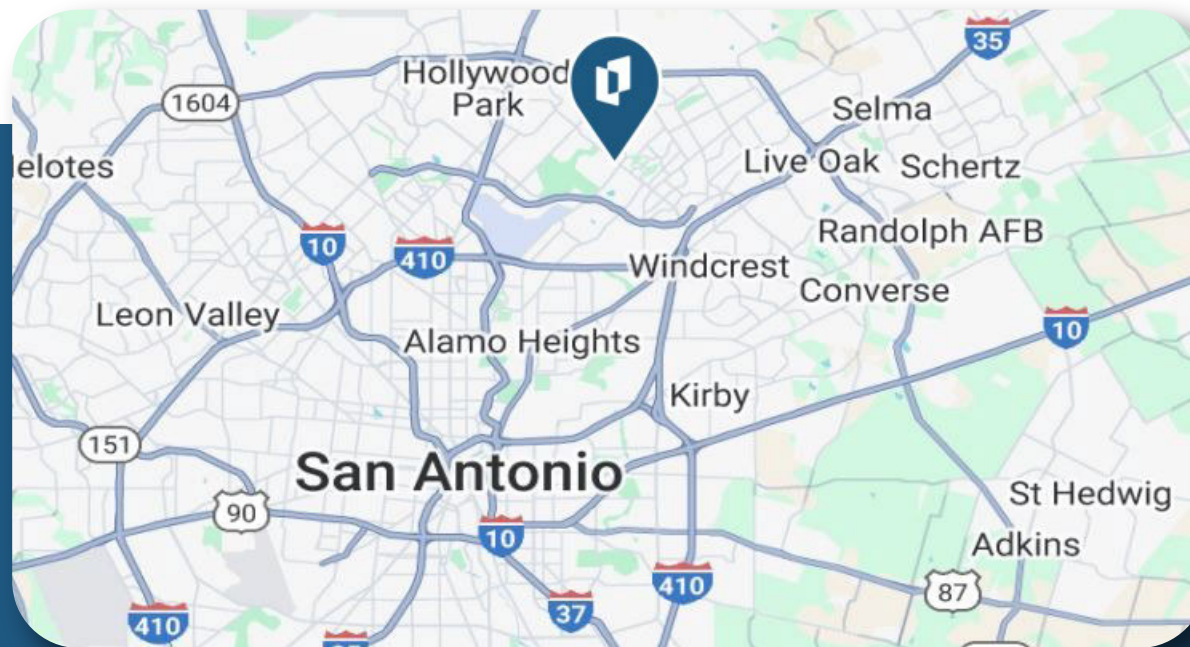 35
Hollywood
Park
1604
Selma
Live Oak
Schertz
elotes
Randolph AFB
10
410
Windcrest
Converse
Leon Valley
10
Alamo Heights
Kirby
151
San Antonio
90
St Hedwig
10
Adkins
410
87
37
410